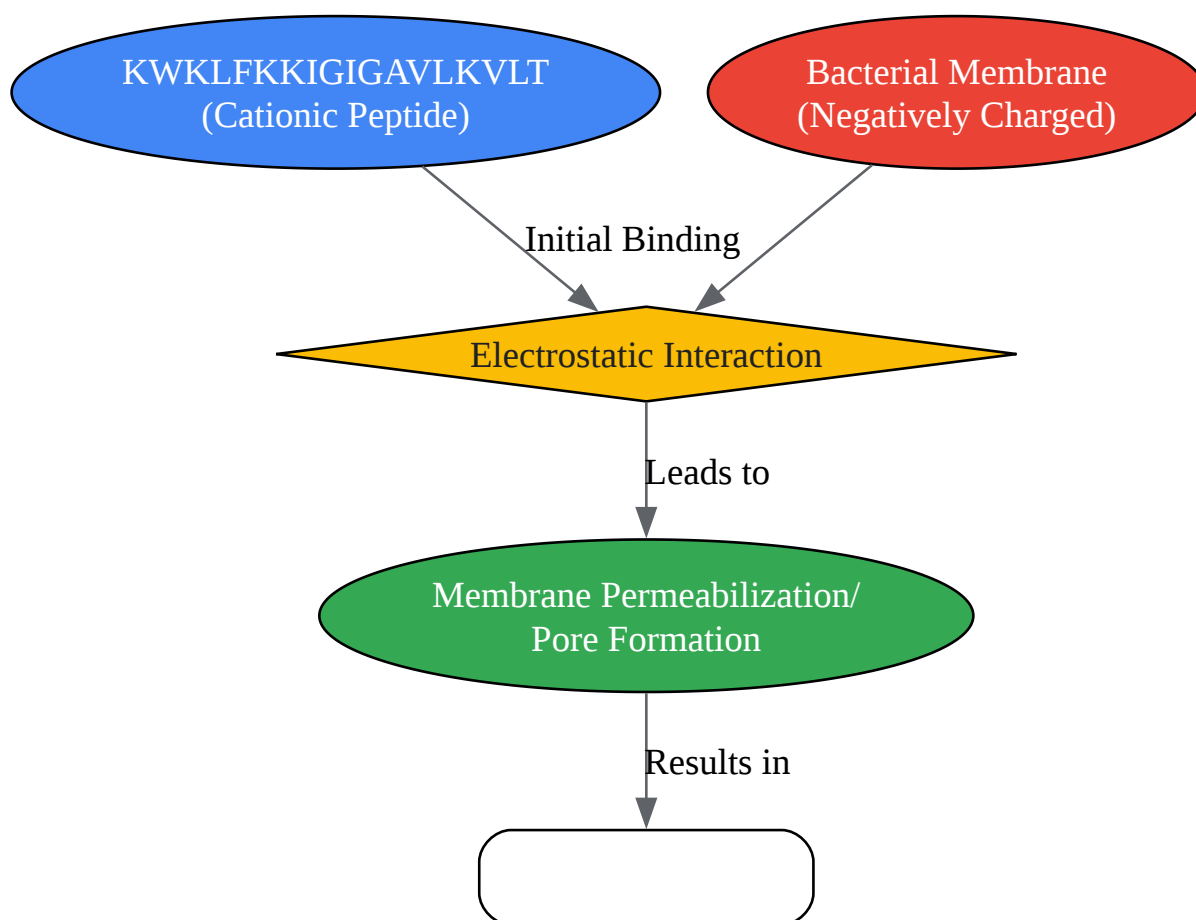 KWKLFKKIGIGAVLKVLT
(Cationic Peptide)
Bacterial Membrane
(Negatively Charged)
Initial Binding
Electrostatic Interaction
Leads to
Membrane Permeabilization/
Pore Formation
Results in